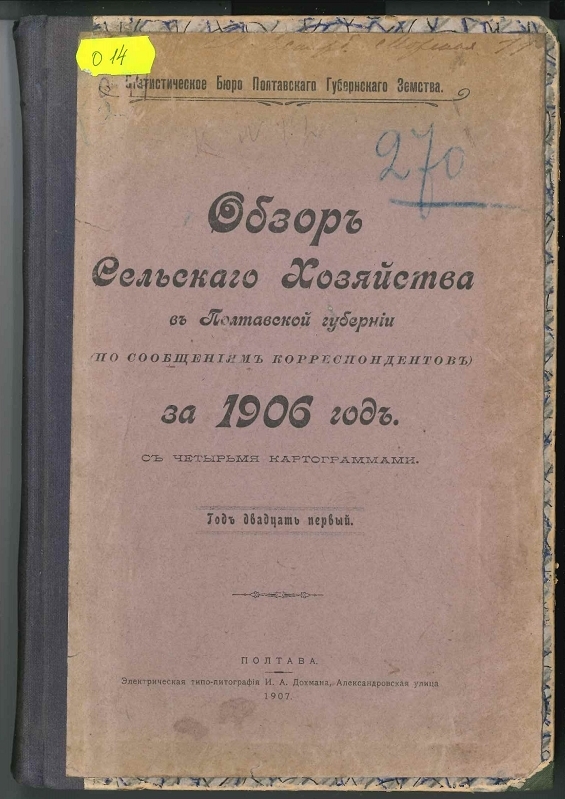 О 14
Статистическое Бюро Полтавскаго Губернскаго Земства.
270
Обзоръ
Сельскаго Хозяйства
въ Полтавской губерніи
(ПО СООБЩЕНІЯМЪ КОРРЕСПОНДЕНТОВЪ)
за 1906 годъ.
СЪ ЧЕТЫРЬМЯ КАРТОГРАММАМИ.
Годъ двадцать первый.
ПОЛТАВА.
Электрическая типо-литографія И. А. Дохмана, Александровская улица
1907.